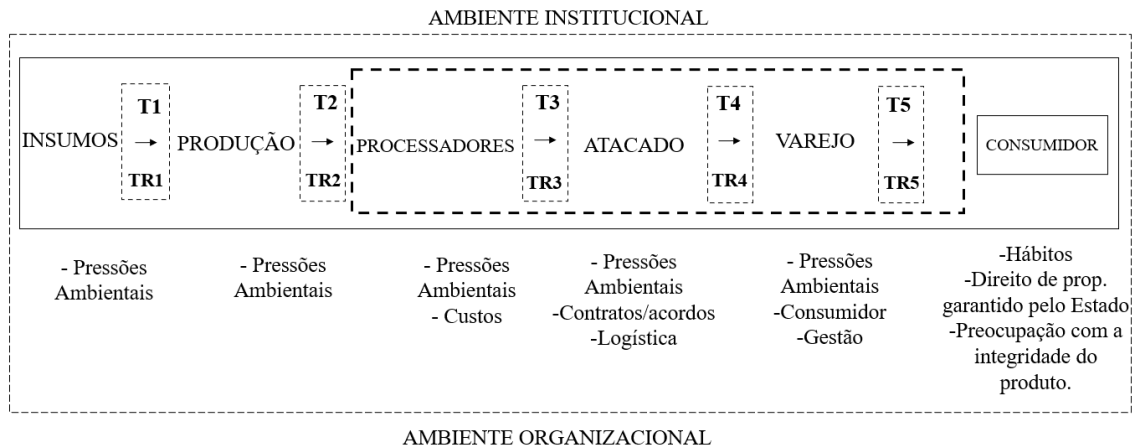 AMBIENTE INSTITUCIONAL
T1
T2
T3
T4
T5
INSUMOS
PRODUÇÃO
PROCESSADORES
ATACADO
VAREJO
CONSUMIDOR
TR1
TR2
TR3
TR4
TR5
- Pressões
Ambientais
- Pressões
Ambientais
- Pressões
Ambientais
- Custos
- Pressões
Ambientais
-Contratos/acordos
-Logística
- Pressões
Ambientais
-Consumidor
-Gestão
-Hábitos
-Direito de prop.
garantido pelo Estado
-Preocupação com a
integridade do
produto.
AMBIENTE ORGANIZACIONAL